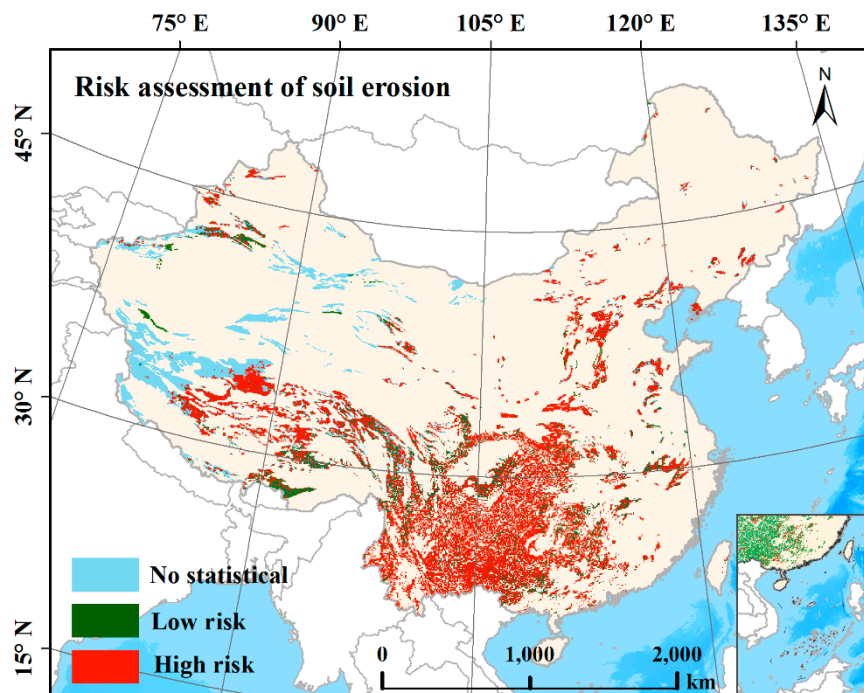 75° E 90° E 105° E 120° E 135° E
Risk assessment of soil erosion
N
45° N
30° N
15° N
No statistical
Low risk
High risk
0 1,000 2,000
km